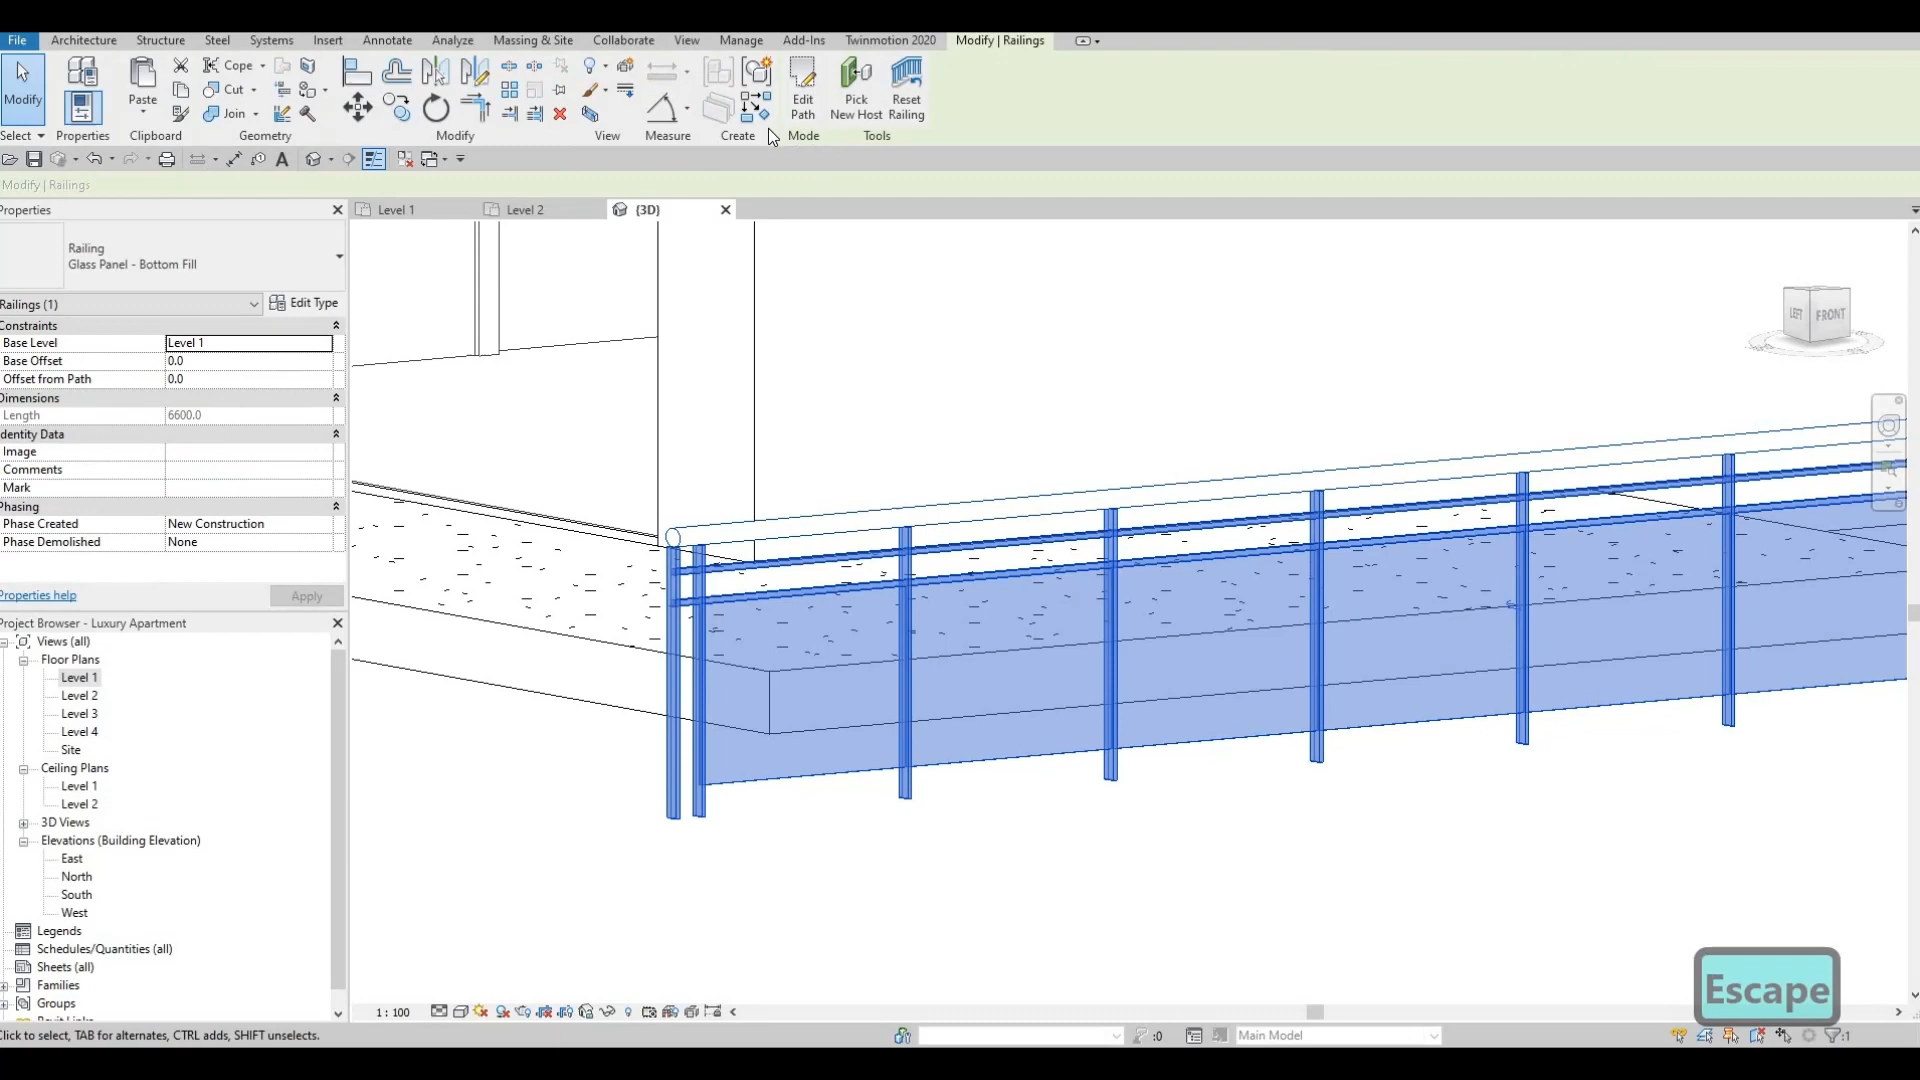 File Architecture Structure Steel Systems Insert Annotate Analyze Massing & Site Collaborate View Manage Add-Ins Twinmotion 2020 Modify | Railings
Modify
Paste
Cope
Cut
Join
Edit
Path
Pick
New Host
Reset
Railing
Select Properties Clipboard Geometry Modify View Measure Create Mode Tools
Modify | Railings
Properties
Level 1
Level 2
(3D)
Railing
Glass Panel - Bottom Fill
Railings (1)
Edit Type
Constraints
Base Level Level 1
Base Offset 0.0
Offset from Path 0.0
Dimensions
Length 6600.0
dentity Data
Image
Comments
Mark
Phasing
Phase Created New Construction
Phase Demolished None
Properties help
Apply
Project Browser - Luxury Apartment
Views (all)
Floor Plans
Level 1
Level 2
Level 3
Level 4
Site
Ceiling Plans
Level 1
Level 2
3D Views
Elevations (Building Elevation)
East
North
South
West
Legends
Schedules/Quantities (all)
Sheets (all)
Families
Groups
LEFT FRONT
Escape
1 : 100
Click to select, TAB for alternates, CTRL adds, SHIFT unselects.
:0
Main Model
:1